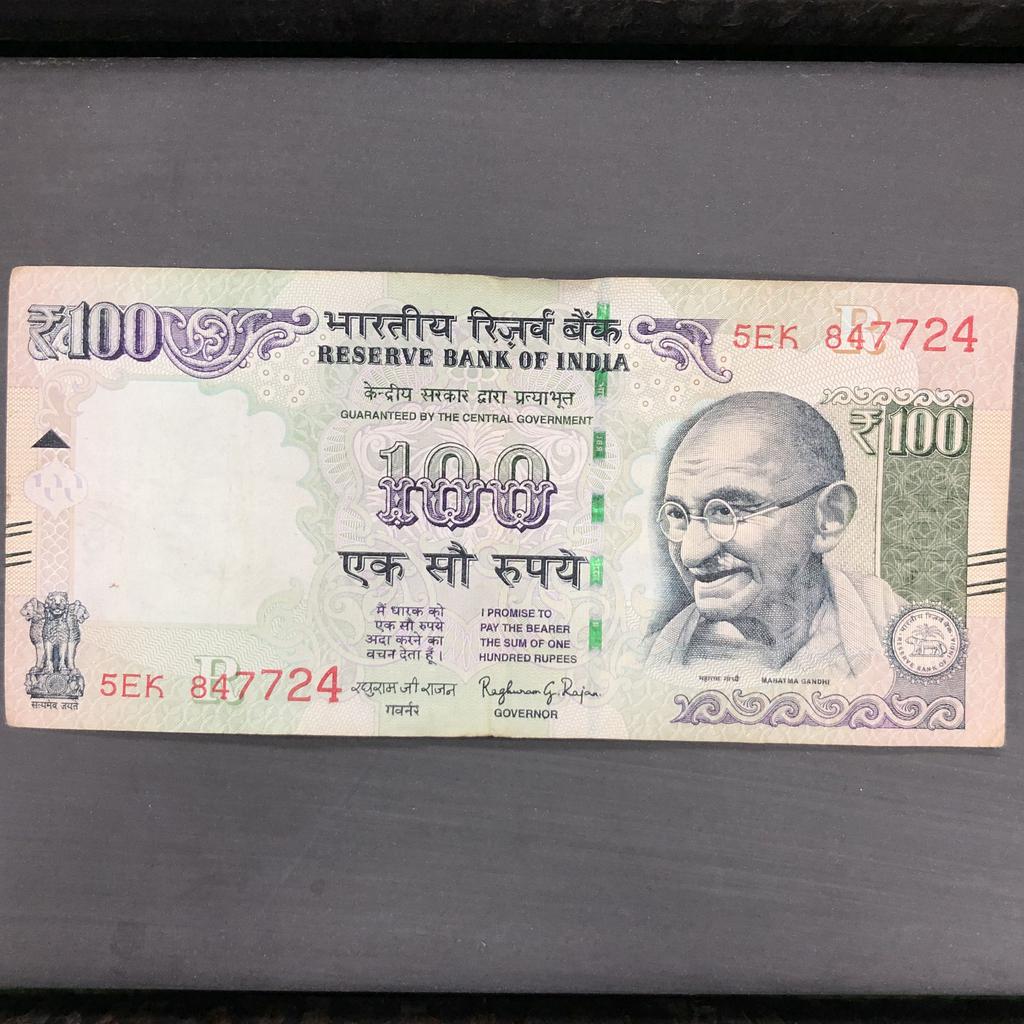 ₹100
भारतीय रिज़र्व बैंक
RESERVE BANK OF INDIA
5EK 847724
केन्द्रीय सरकार द्वारा प्रत्याभूत
GUARANTEED BY THE CENTRAL GOVERNMENT
₹100
100
एक सौ रुपये
मैं धारक को
एक सौ रुपये
अदा करने का
वचन देता हूँ।
I PROMISE TO
PAY THE BEARER
THE SUM OF ONE
HUNDRED RUPEES
सत्यमेव जयते
5EK 847724
रघुराम जी राजन
गवर्नर
Raghuram G. Rajan
GOVERNOR
महात्मा गांधी MAHATMA GANDHI
भारतीय रिज़र्व बैंक
RESERVE BANK OF INDIA